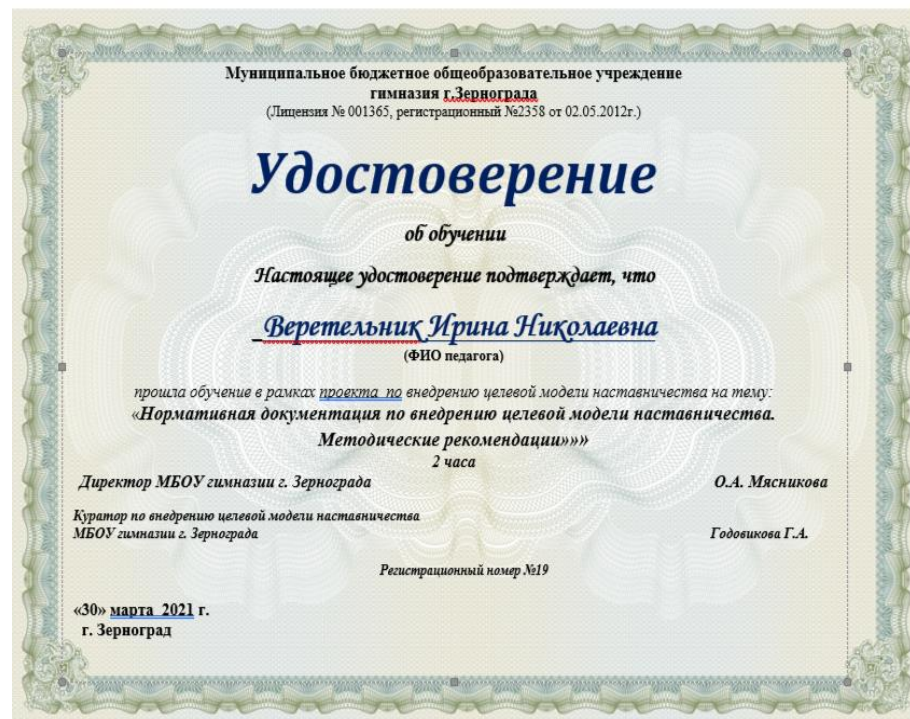 Муниципальное бюджетное общеобразовательное учреждение
гимназия г.Зернограда
(Лицензия № 001365, регистрационный №2358 от 02.05.2012г.)
Удостоверение
об обучении
Настоящее удостоверение подтверждает, что
_Веретельник Ирина Николаевна
(ФИО педагога)
прошла обучение в рамках проекта по внедрению целевой модели наставничества на тему:
«Нормативная документация по внедрению целевой модели наставничества.
Методические рекомендации»»»
2 часа
Директор МБОУ гимназии г. Зернограда О.А. Мясникова
Куратор по внедрению целевой модели наставничества
МБОУ гимназии г. Зернограда Годовикова Г.А.
Регистрационный номер №19
«30» марта 2021 г.
г. Зерноград